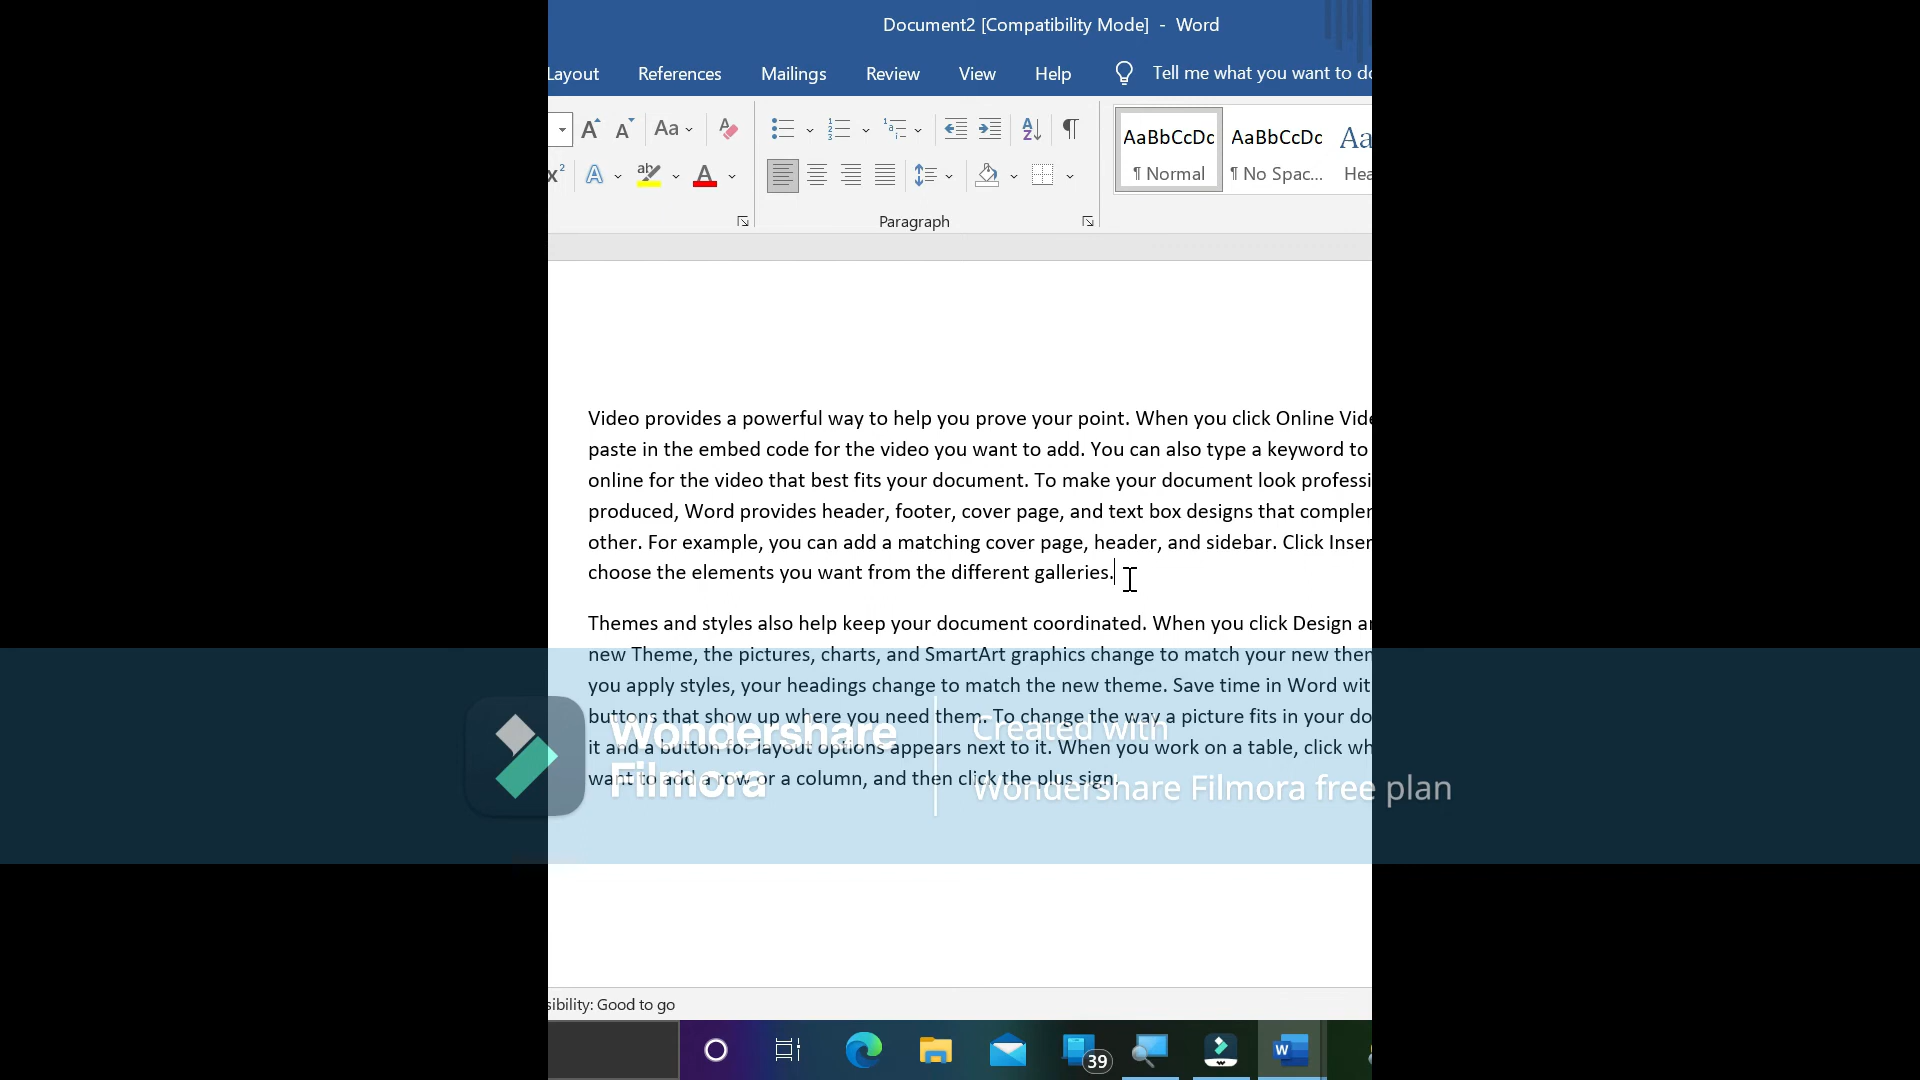 Document2 [Compatibility Mode] - Word
Layout References Mailings Review View Help Tell me what you want to
Aa AaBbCcDc AaBbCcDc Aa
¶ Normal ¶ No Spac... Hea
Paragraph
Video provides a powerful way to help you prove your point. When you click Online Vide
paste in the embed code for the video you want to add. You can also type a keyword to
online for the video that best fits your document. To make your document look professi
produced, Word provides header, footer, cover page, and text box designs that complem
other. For example, you can add a matching cover page, header, and sidebar. Click Inser
choose the elements you want from the different galleries.
Themes and styles also help keep your document coordinated. When you click Design an
new Theme, the pictures, charts, and SmartArt graphics change to match your new them
you apply styles, your headings change to match the new theme. Save time in Word wit
buttons that show up where you need them. To change the way a picture fits in your do
it and a button for layout options appears next to it. When you work on a table, click wh
want to add a row or a column, and then click the plus sign.
Wondershare
Filmora
Created with
Wondershare Filmora free plan
sibility: Good to go
39